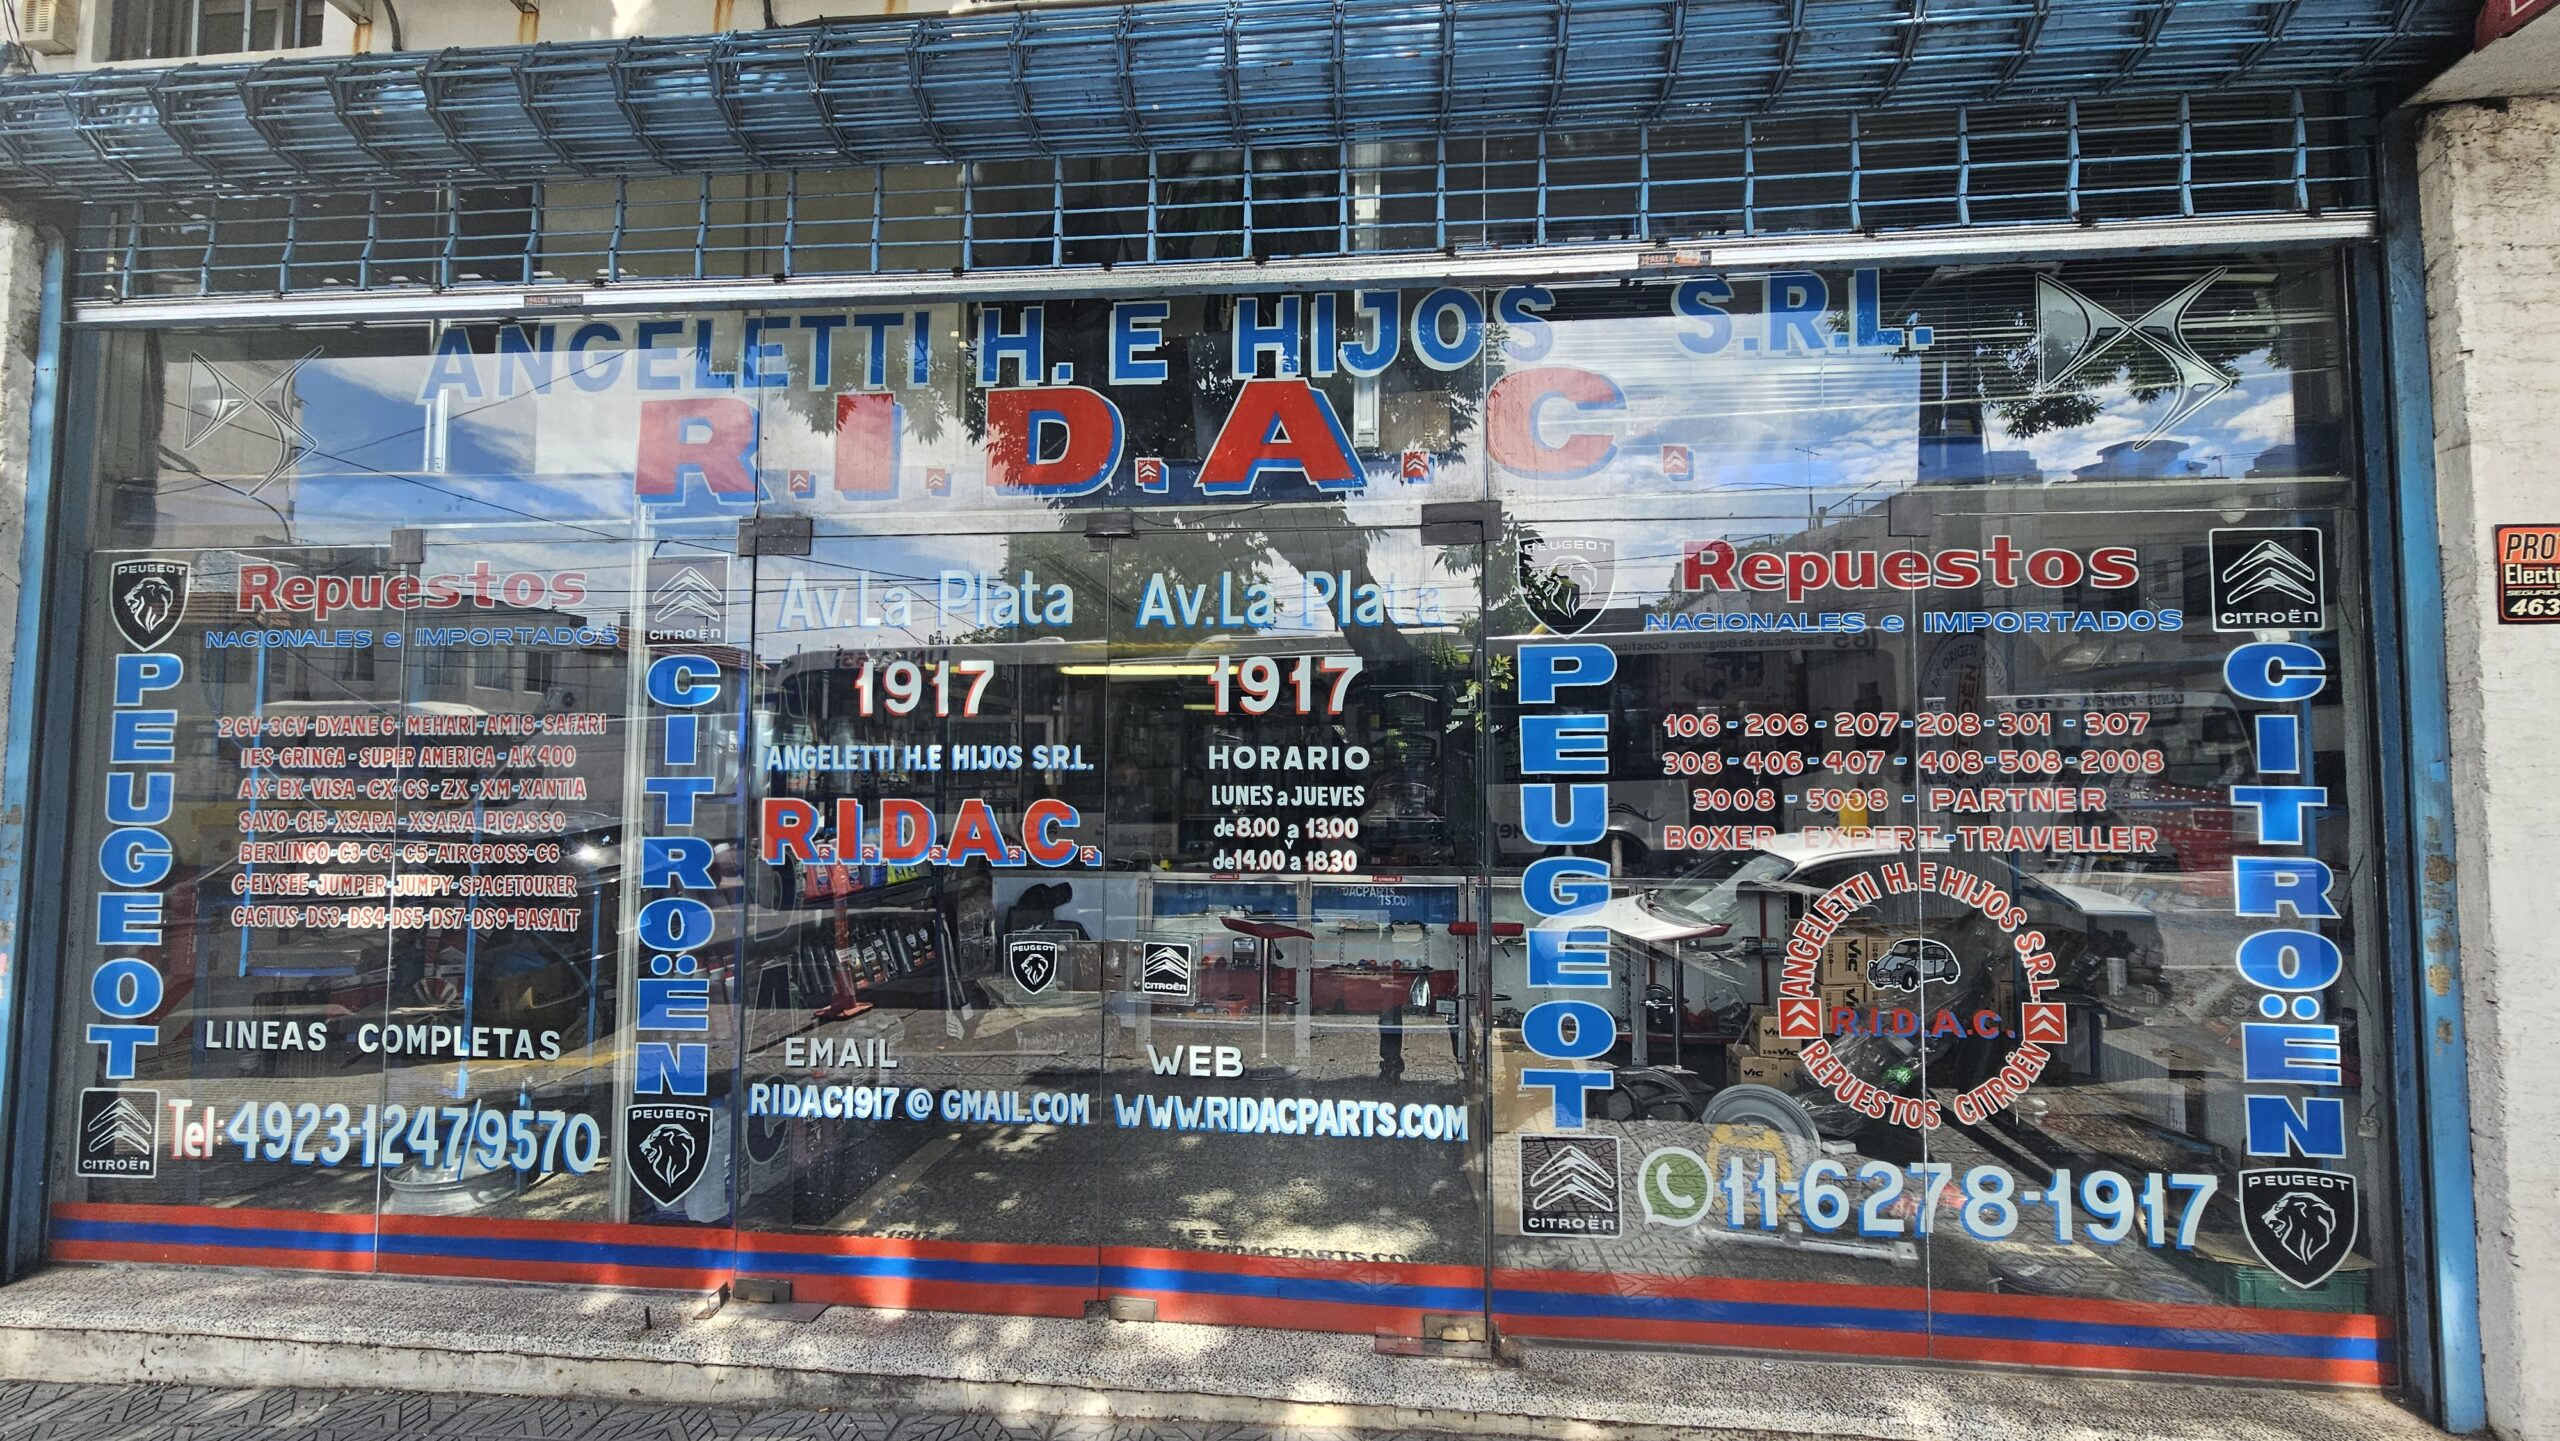 ANGELETTI H. E HIJOS S.R.L.
R.I.D.A.C.
PEUGEOT
Repuestos
NACIONALES e IMPORTADOS
CITROËN
PEUGEOT
2CV-3CV-DYANE 6-MEHARI-AMI8-SAFARI
IES-GRINGA-SUPER AMERICA-AK 400
AX-BX-VISA-CX-GS-ZX-XM-XANTIA
SAXO-C15-XSARA-XSARA PICASSO
BERLINGO-C3-C4-C5-AIRCROSS-C6
C-ELYSEE-JUMPER-JUMPY-SPACETOURER
CACTUS-DS3-DS4-DS5-DS7-DS9-BASALT
LINEAS COMPLETAS
CITROËN
CITROËN
Tel: 4923-1247/9570
PEUGEOT
Av. La Plata
1917
ANGELETTI H. E HIJOS S.R.L.
R.I.D.A.C.
PEUGEOT
EMAIL
RIDAC1917@GMAIL.COM
Av. La Plata
1917
HORARIO
LUNES a JUEVES
de 8.00 a 13.00
y
de 14.00 a 18.30
CITROËN
WEB
WWW.RIDACPARTS.COM
PEUGEOT
Repuestos
NACIONALES e IMPORTADOS
CITROËN
PEUGEOT
106-206-207-208-301-307
308-406-407-408-508-2008
3008-5008-PARTNER
BOXER-EXPERT-TRAVELLER
ANGELETTI H. E HIJOS S.R.L.
R.I.D.A.C.
REPUESTOS CITROËN
CITROËN
CITROËN
11-6278-1917
PEUGEOT
Electr
463